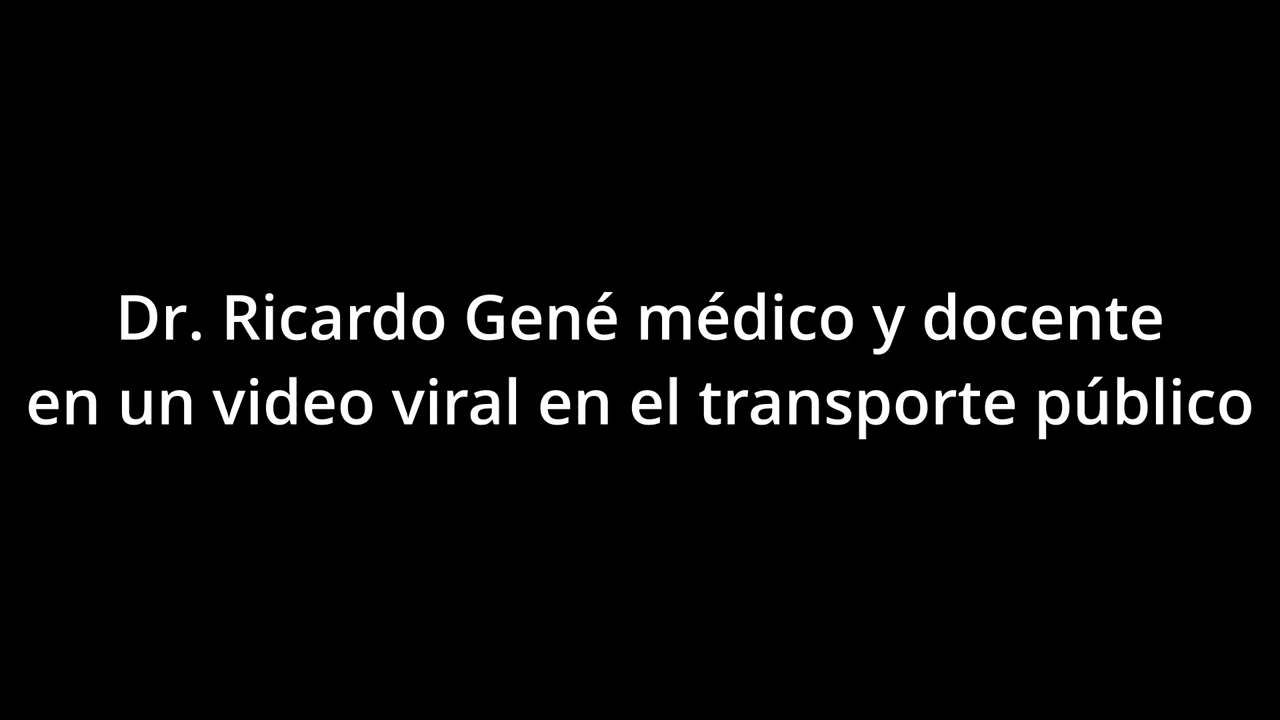 Dr. Ricardo Gené médico y docente
en un video viral en el transporte público